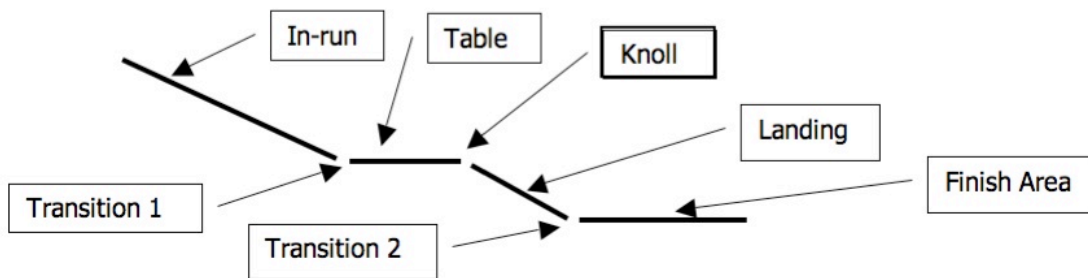 In-run
Table
Knoll
Landing
Finish Area
Transition 1
Transition 2